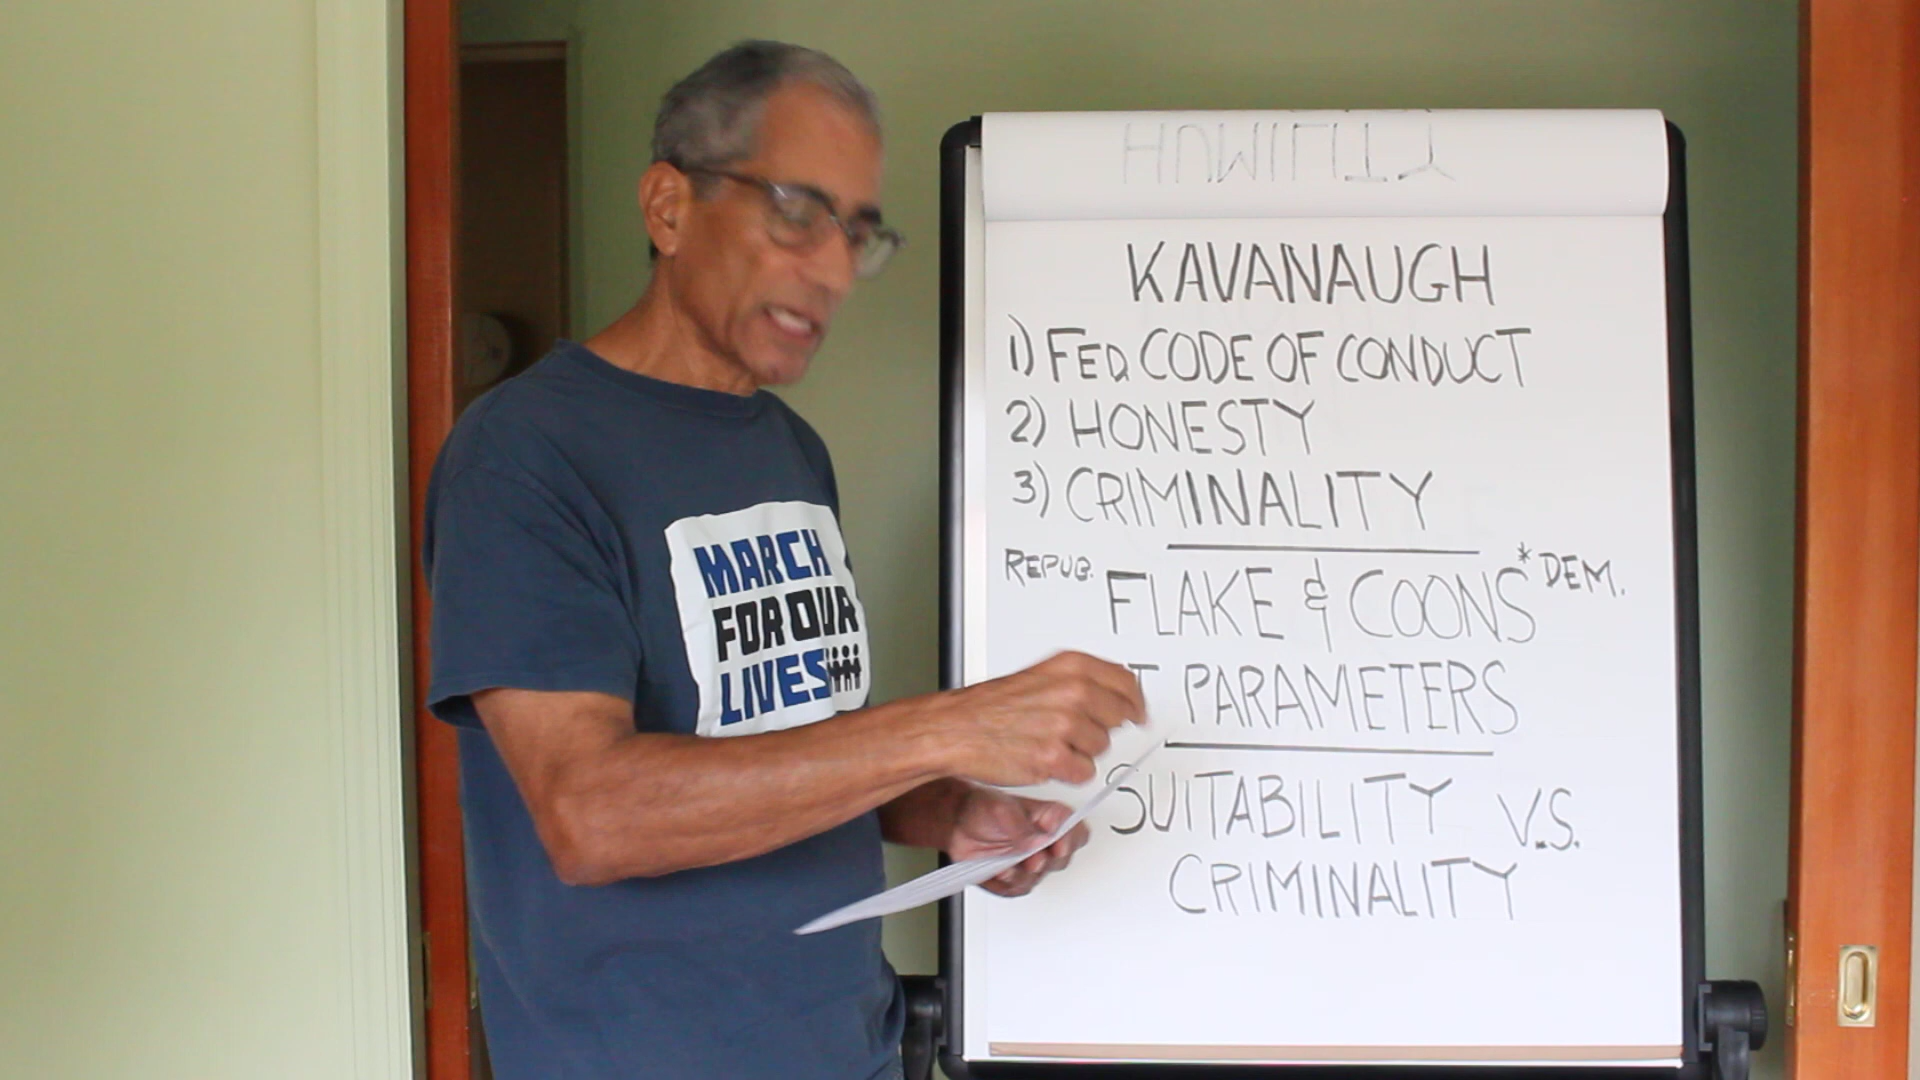 KAVANAUGH
1) FED. CODE OF CONDUCT
2) HONESTY
3) CRIMINALITY
REPUB. FLAKE & COONS * DEM.
PARAMETERS
SUITABILITY V.S.
CRIMINALITY
MARCH
FOR OUR
LIVES